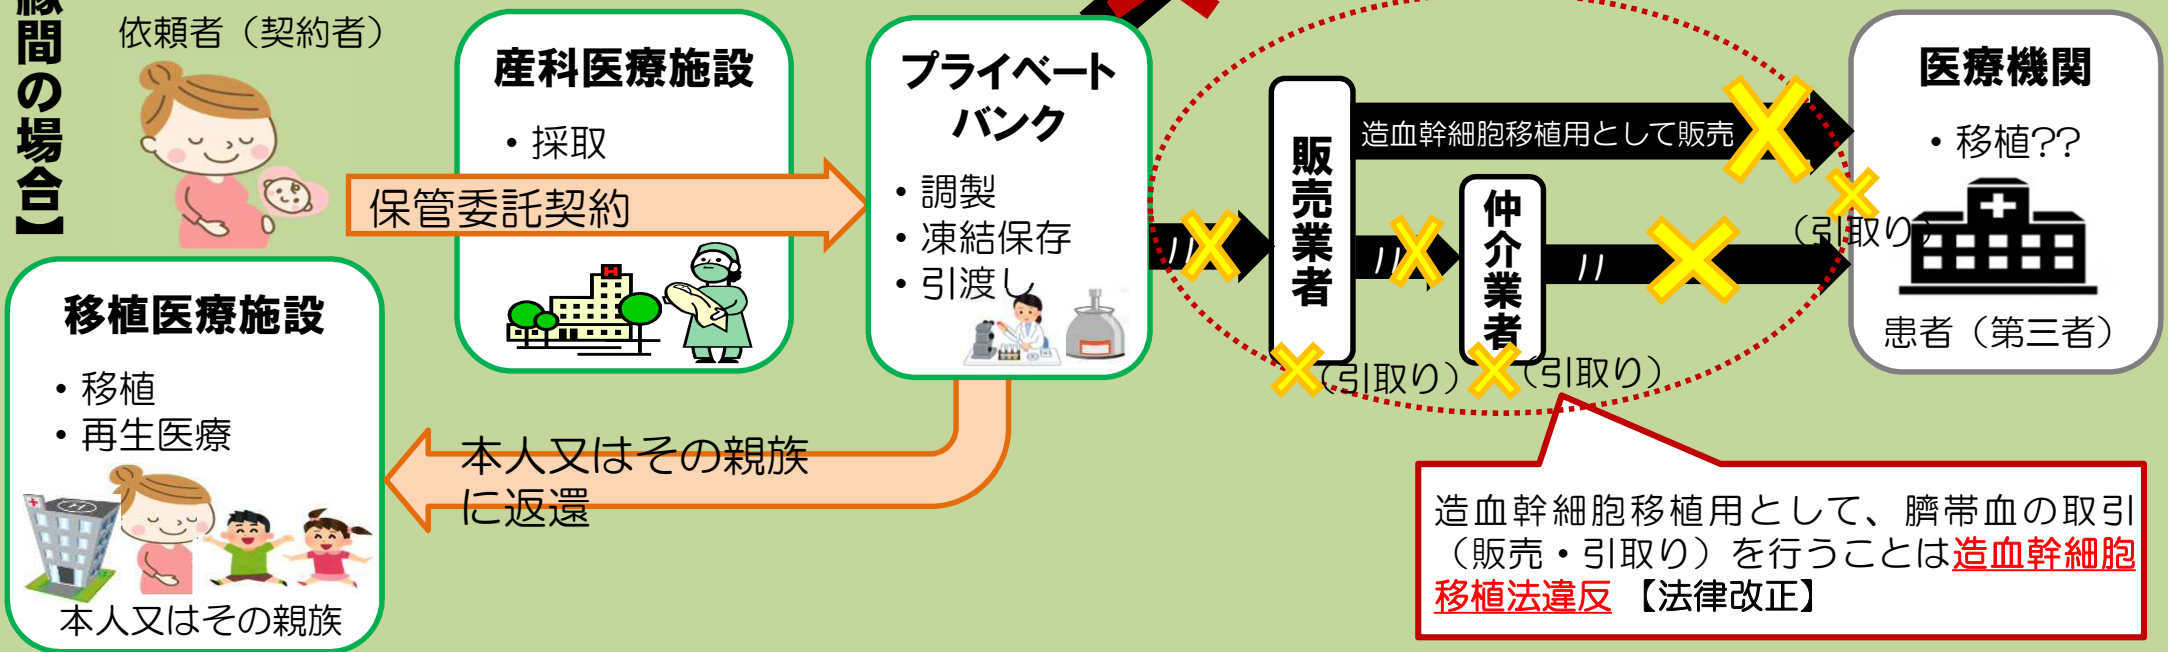 間の場合】
依頼者（契約者）
産科医療施設
・採取
保管委託契約
プライベート
バンク
・調製
・凍結保存
・引渡し
販売業者
造血幹細胞移植用として販売
仲介業者
〃
〃
〃
（引取り）
（引取り）
（引取り）
医療機関
・移植??
患者（第三者）
移植医療施設
・移植
・再生医療
本人又はその親族
本人又はその親族
に返還
造血幹細胞移植用として、臍帯血の取引
（販売・引取り）を行うことは造血幹細胞
移植法違反【法律改正】